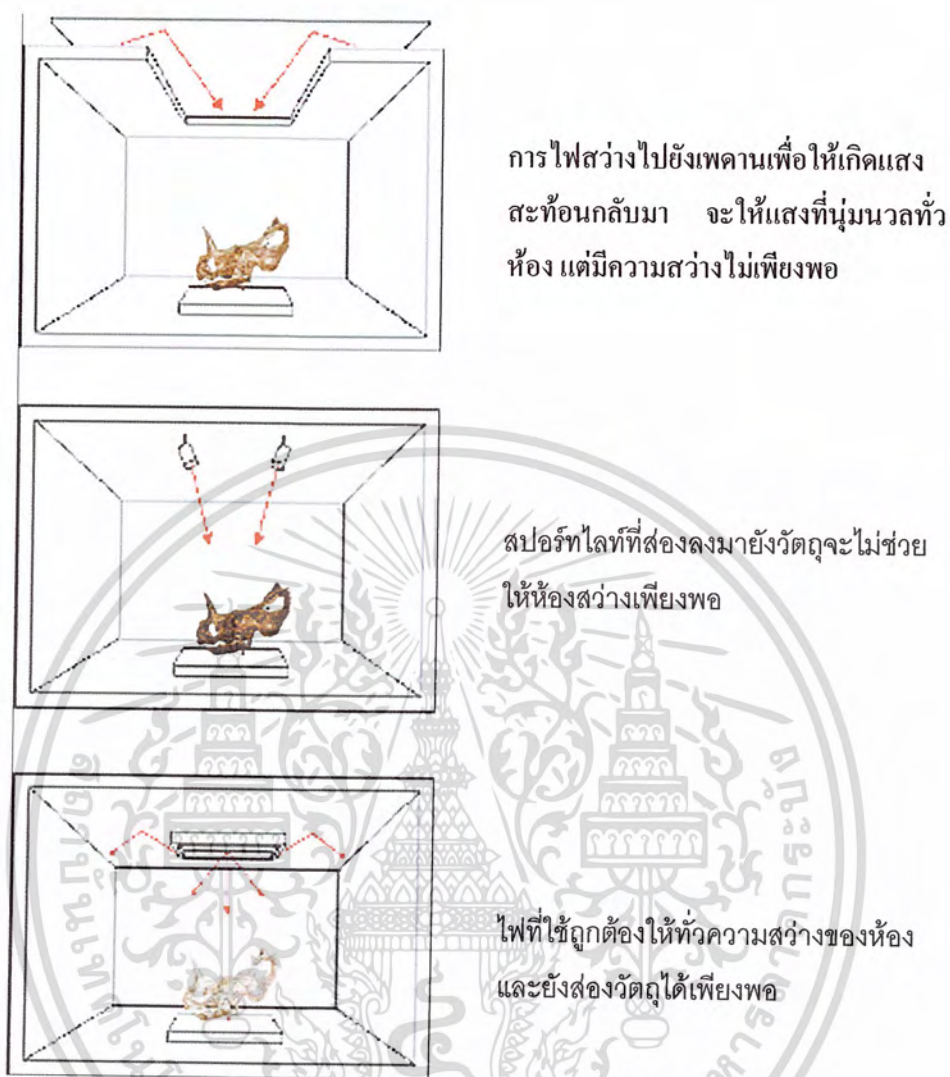 การไฟสว่างไปยังเพดานเพื่อให้เกิดแสง
สะท้อนกลับมา จะให้แสงที่นุ่มนวลทั่ว
ห้อง แต่มีความสว่างไม่เพียงพอ
สปอร์ทไลท์ที่ส่องลงมายังวัตถุจะไม่ช่วย
ให้ห้องสว่างเพียงพอ
ไฟที่ใช้ถูกต้องให้ทั่วความสว่างของห้อง
และยังส่องวัตถุได้เพียงพอ